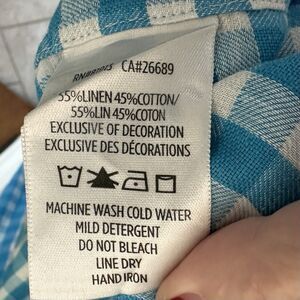 CA#26689
55%LINEN 45%COTTON/
55%LIN 45%COTON
EXCLUSIVE OF DECORATION
EXCLUSIVE DES DÉCORATIONS
MACHINE WASH COLD WATER
MILD DETERGENT
DO NOT BLEACH
LINE DRY
HAND IRON